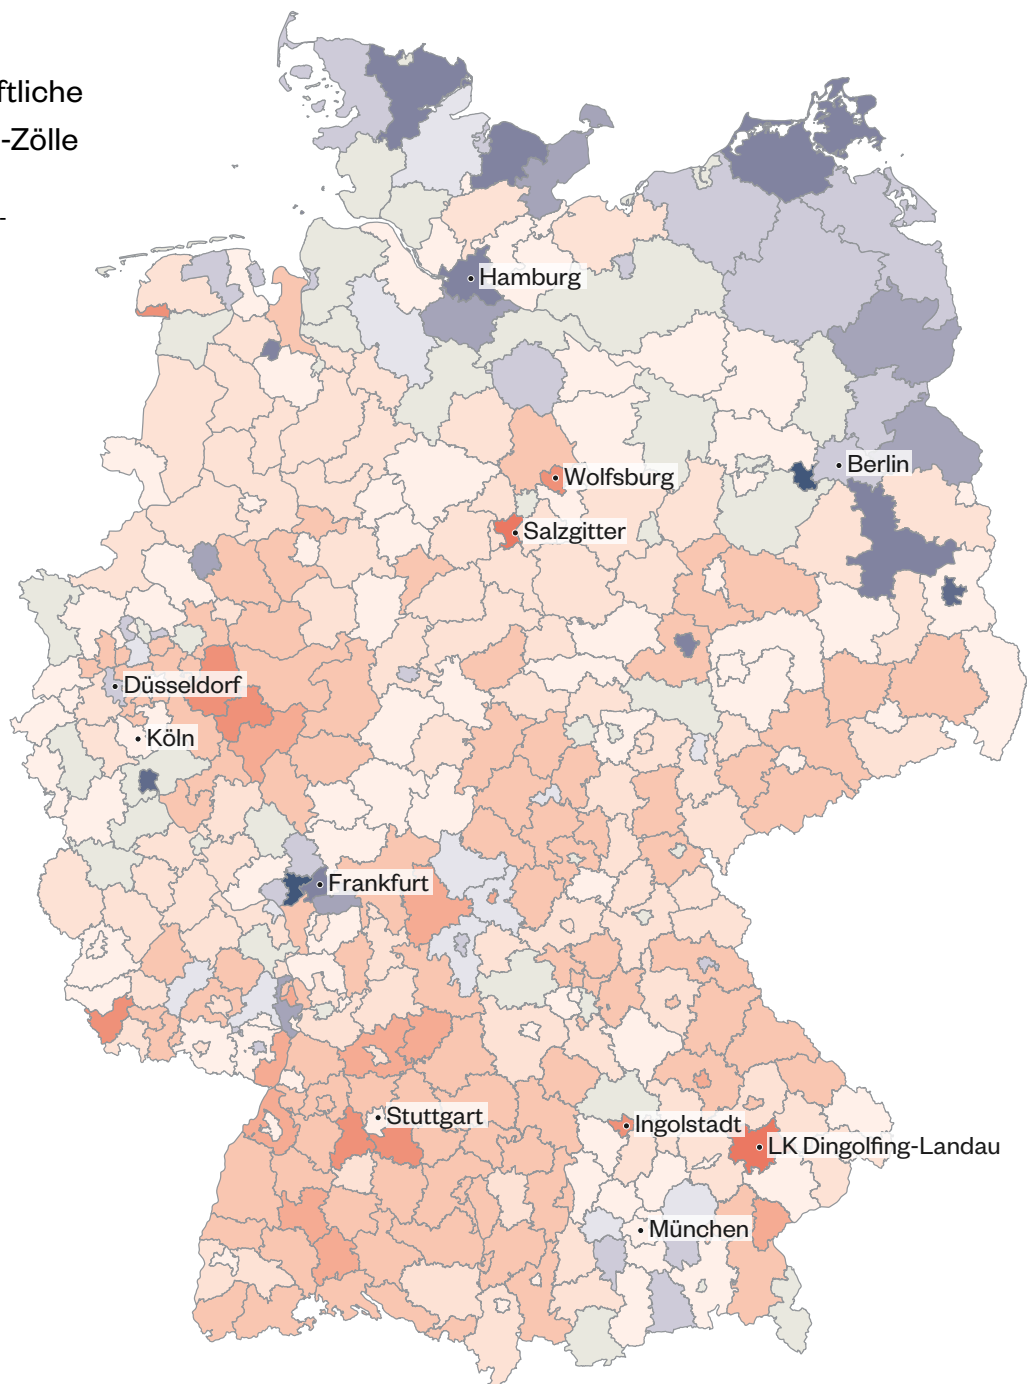 ftliche
-Zölle
-
Hamburg
Berlin
Wolfsburg
Salzgitter
Düsseldorf
Köln
Frankfurt
Stuttgart
Ingolstadt
LK Dingolfing-Landau
München